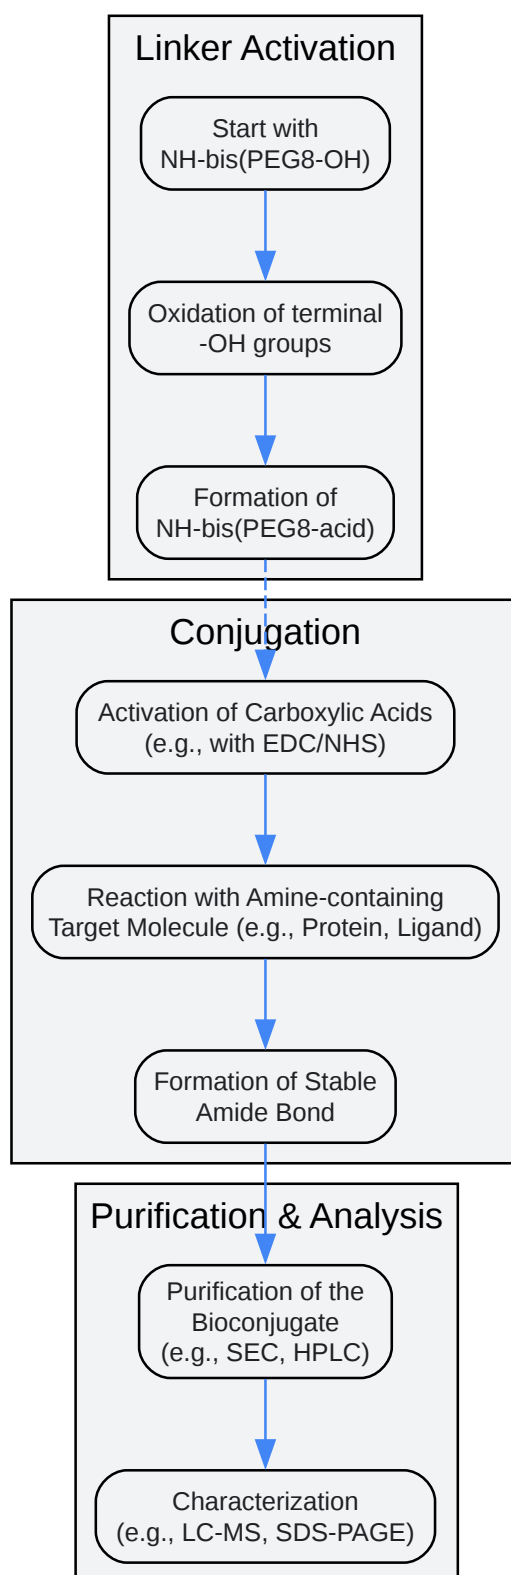 Linker Activation
Start with
NH-bis(PEG8-OH)
Oxidation of terminal
-OH groups
Formation of
NH-bis(PEG8-acid)
Conjugation
Activation of Carboxylic Acids
(e.g., with EDC/NHS)
Reaction with Amine-containing
Target Molecule (e.g., Protein, Ligand)
Formation of Stable
Amide Bond
Purification & Analysis
Purification of the
Bioconjugate
(e.g., SEC, HPLC)
Characterization
(e.g., LC-MS, SDS-PAGE)